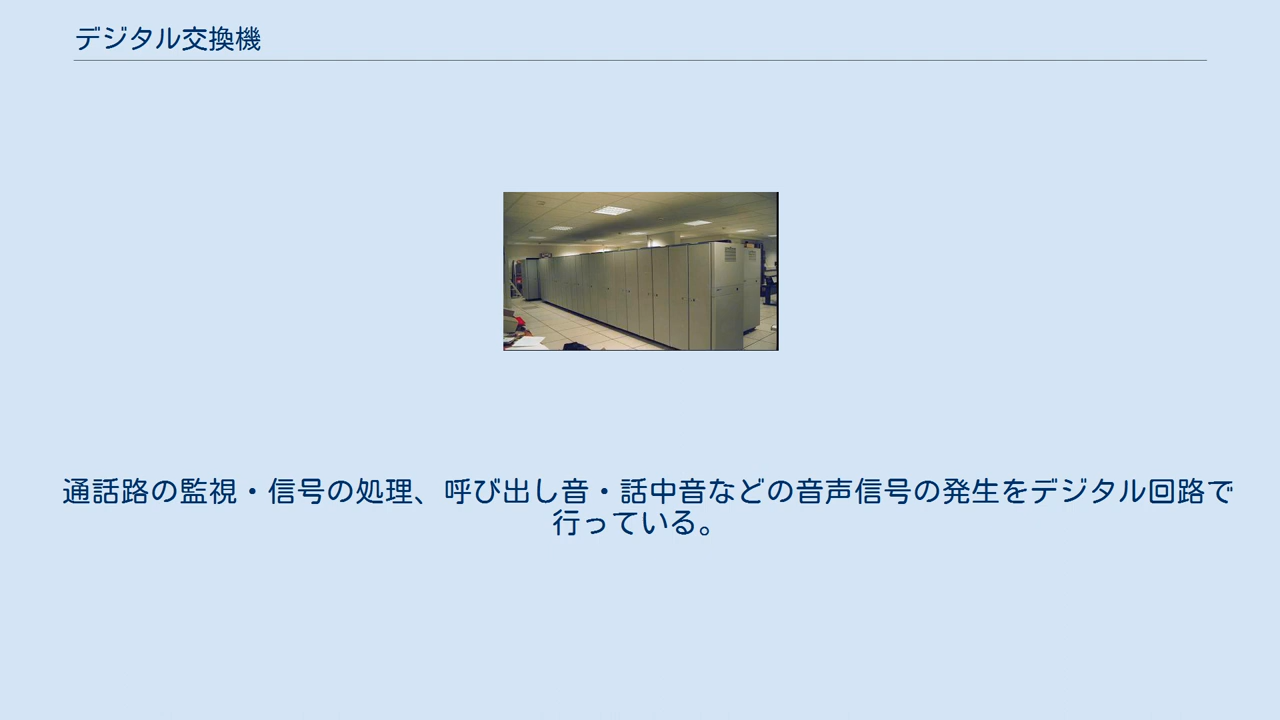 デジタル交換機
通話路の監視・信号の処理、呼び出し音・話中音などの音声信号の発生をデジタル回路で
行っている。